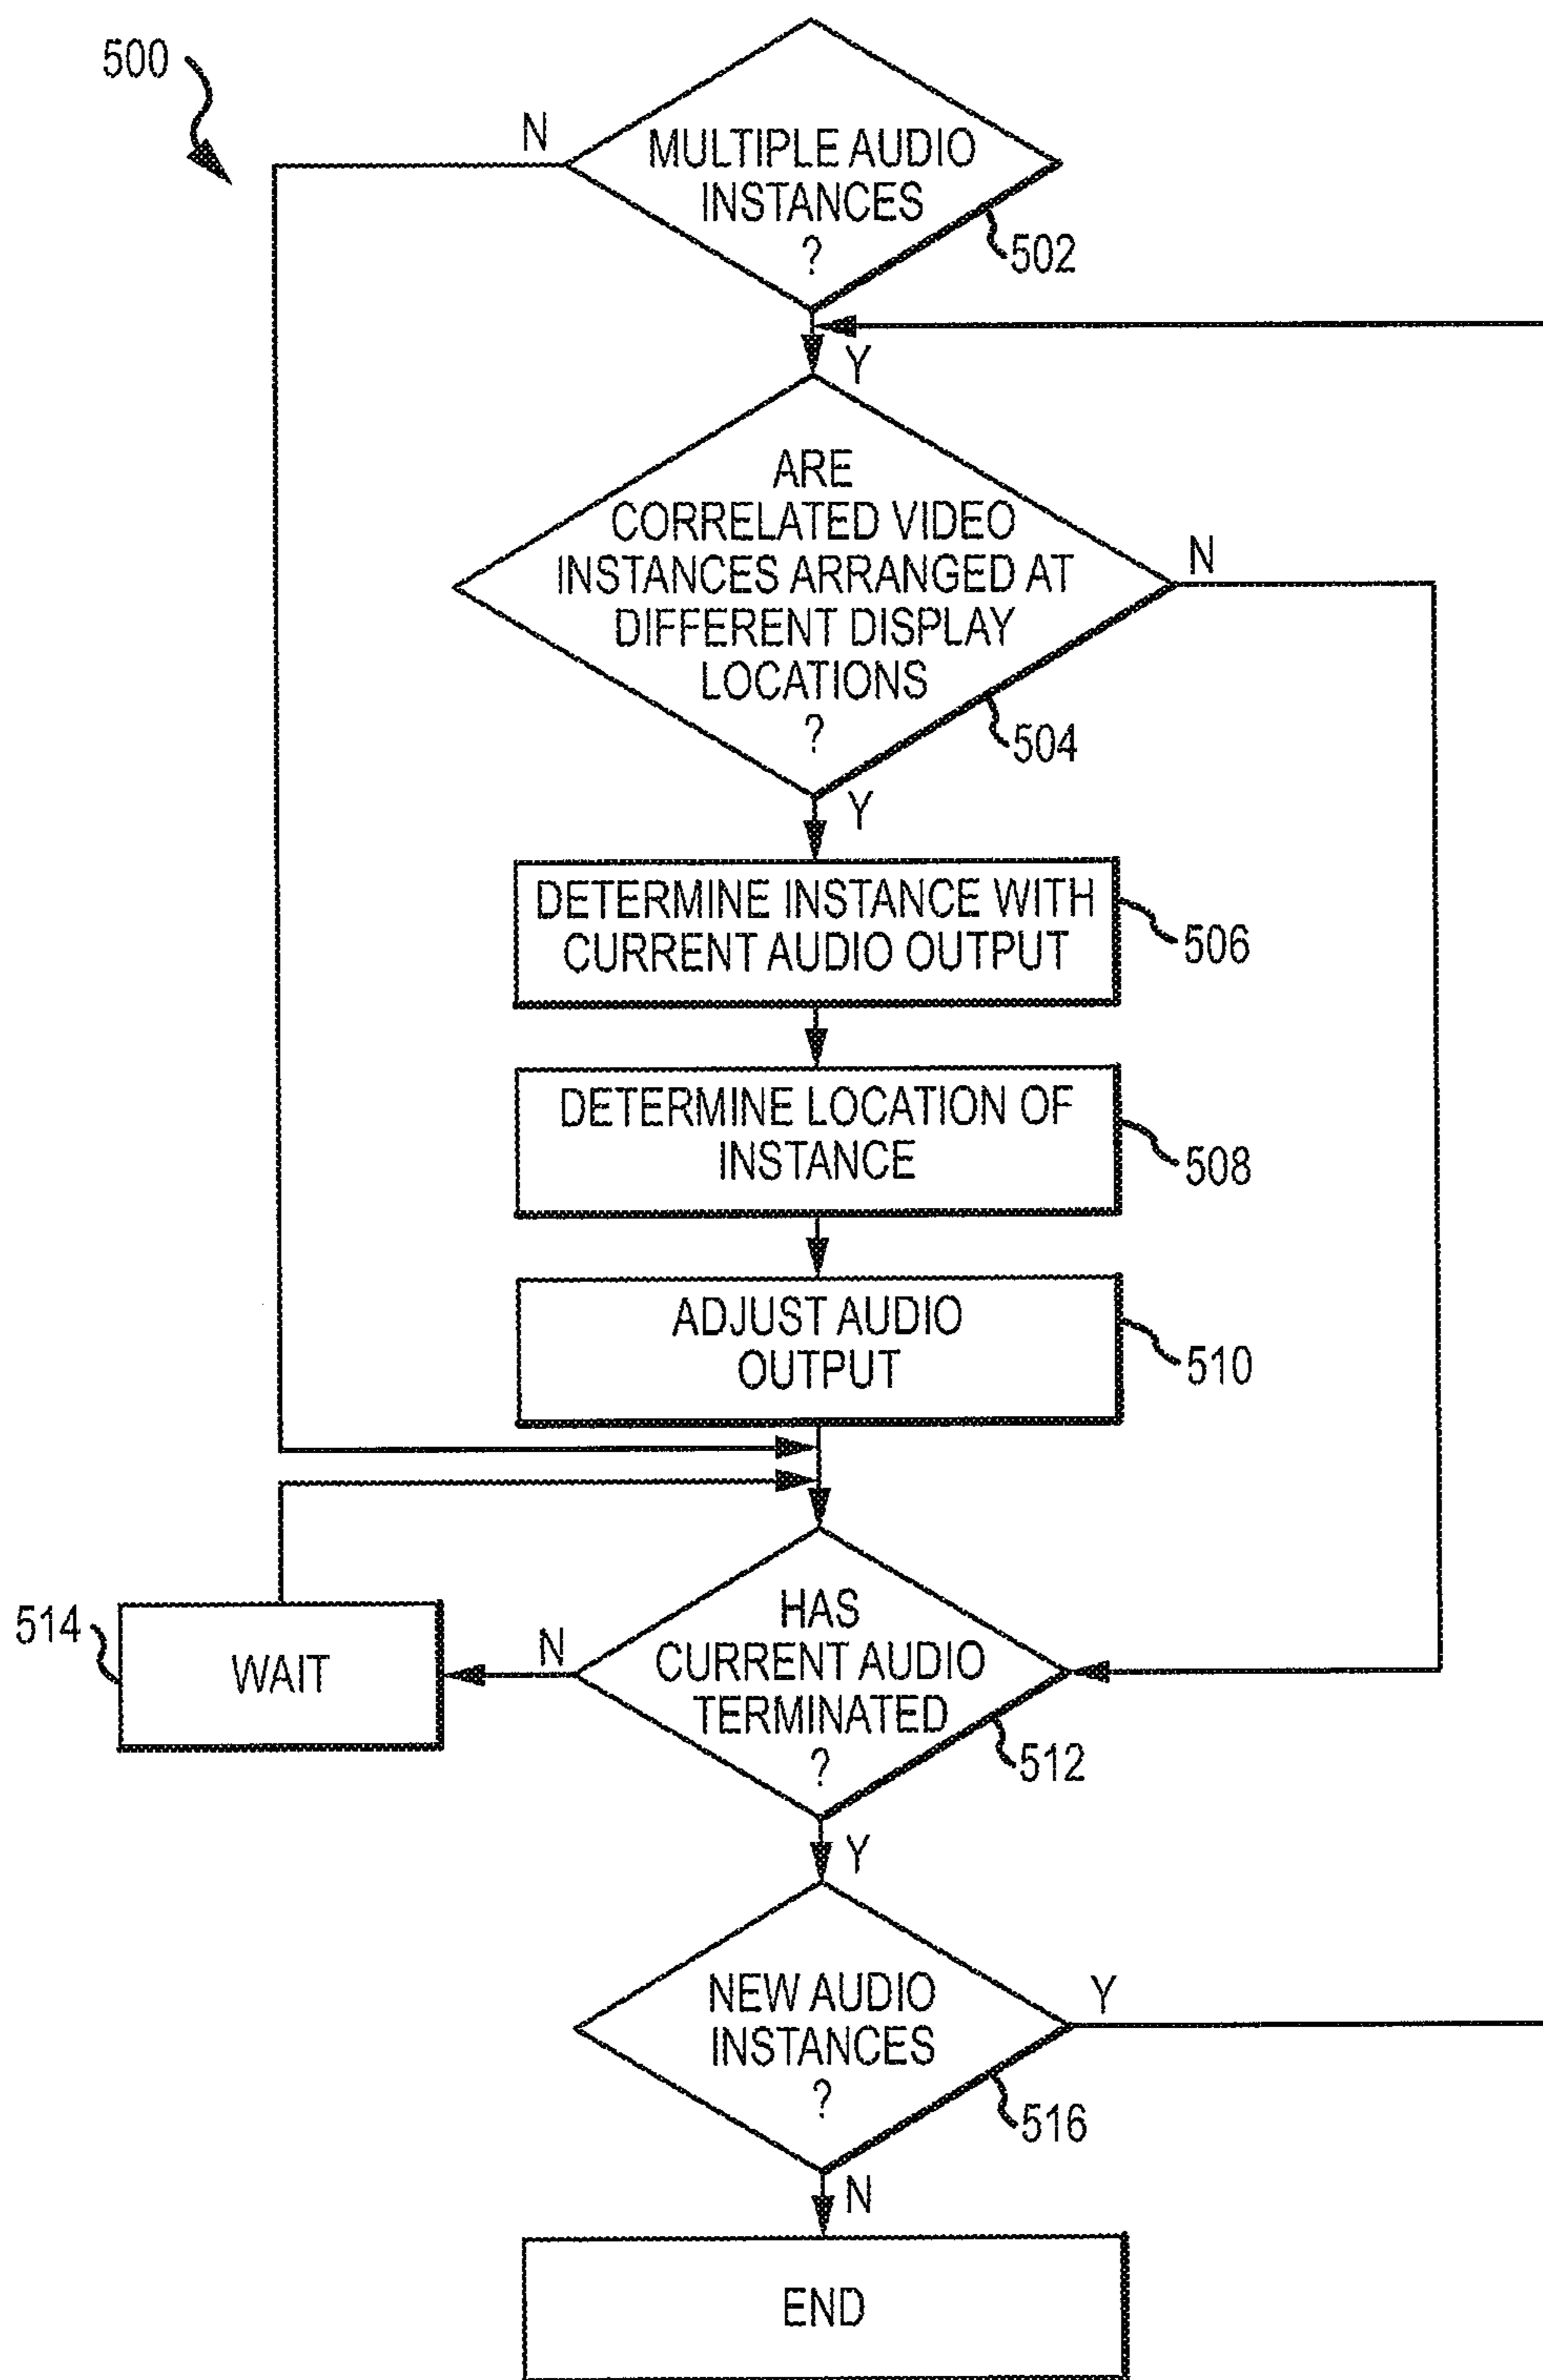 500
N
MULTIPLE AUDIO
INSTANCES
?
502
Y
ARE
CORRELATED VIDEO
INSTANCES ARRANGED AT
DIFFERENT DISPLAY
LOCATIONS
?
N
504
Y
DETERMINE INSTANCE WITH
CURRENT AUDIO OUTPUT
506
DETERMINE LOCATION OF
INSTANCE
508
ADJUST AUDIO
OUTPUT
510
514
WAIT
N
HAS
CURRENT AUDIO
TERMINATED
?
512
Y
NEW AUDIO
INSTANCES
?
Y
516
N
END